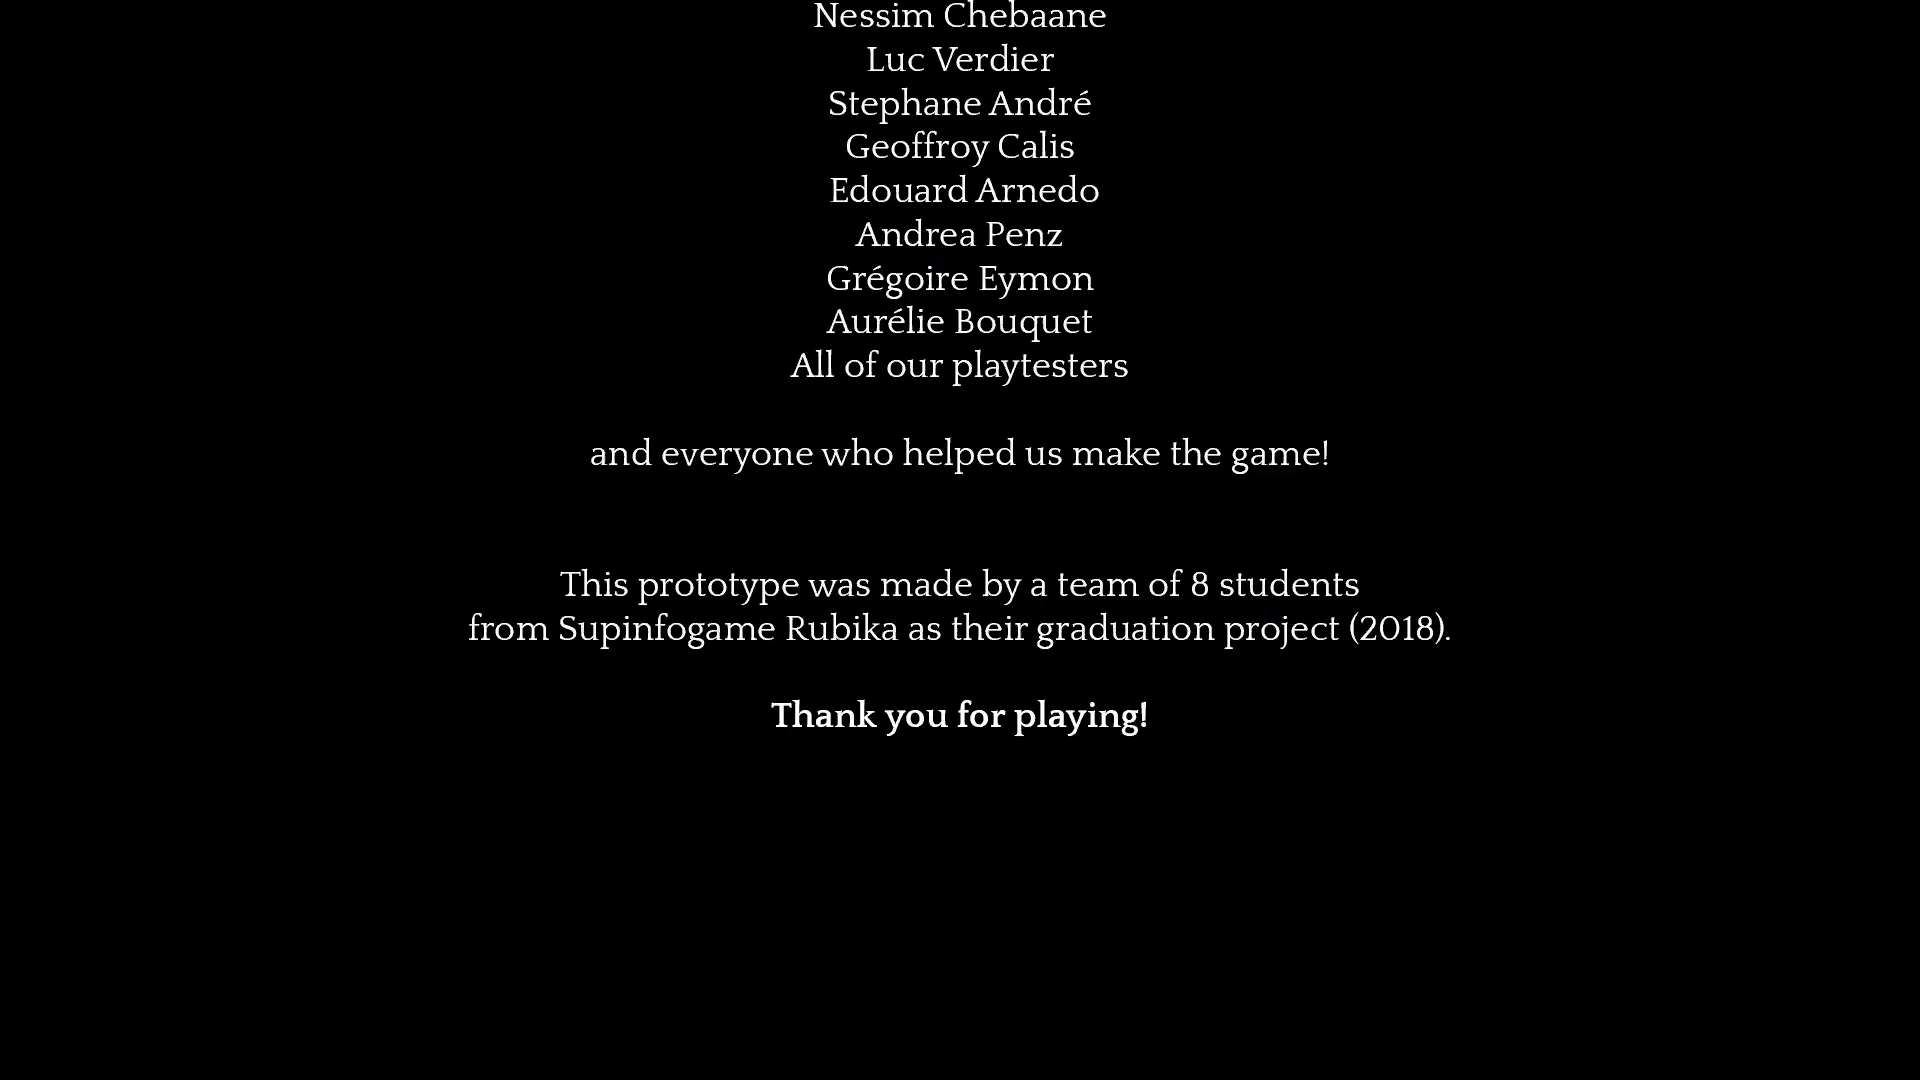 Nessim Chebaane
Luc Verdier
Stephane André
Geoffroy Calis
Edouard Arnedo
Andrea Penz
Grégoire Eymon
Aurélie Bouquet
All of our playtesters
and everyone who helped us make the game!
This prototype was made by a team of 8 students
from Supinfogame Rubika as their graduation project (2018).
Thank you for playing!